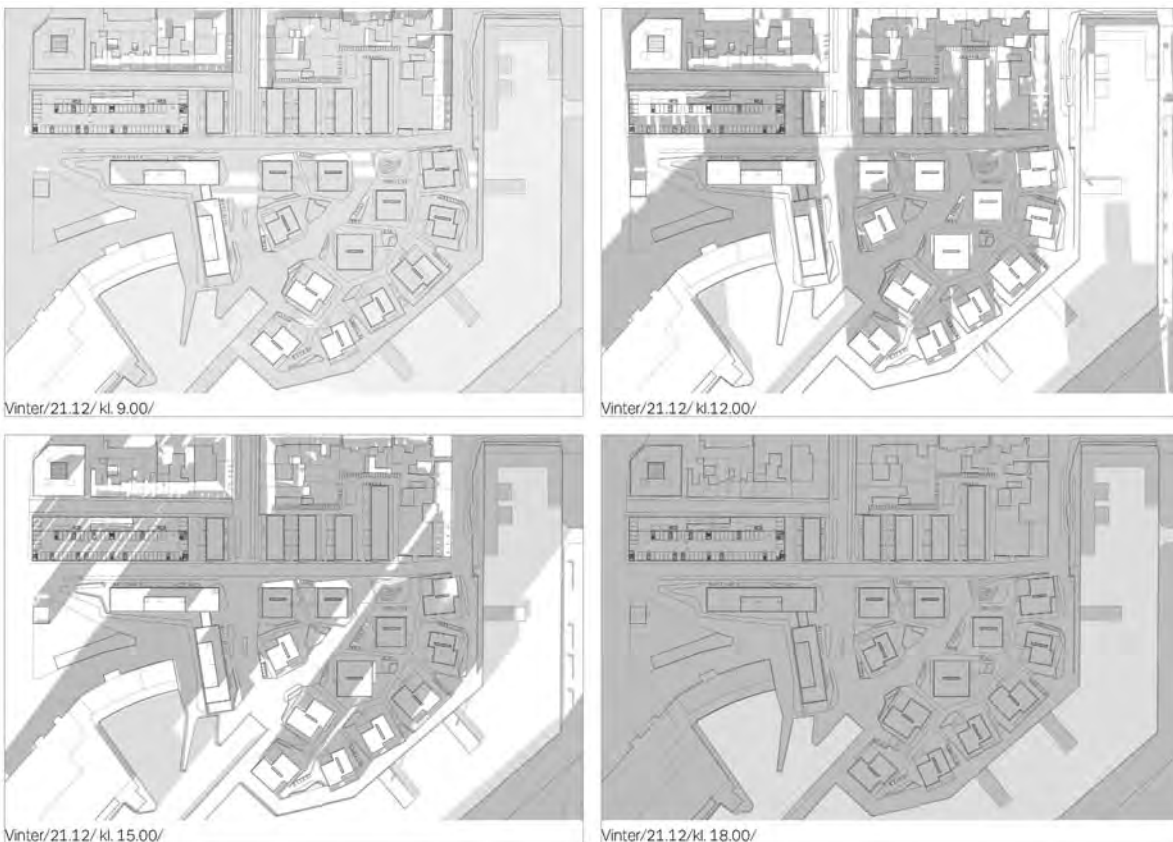 Vinter/21.12/ kl. 9.00/
Vinter/21.12/ kl.12.00/
Vinter/21.12/ kl. 15.00/
Vinter/21.12/kl. 18.00/